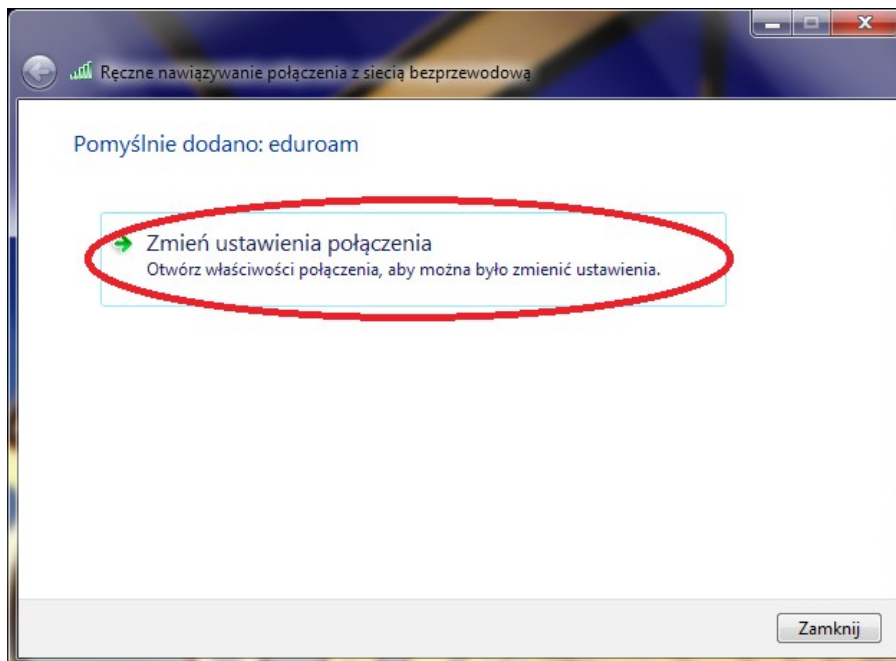 Ręczne nawiązywanie połączenia z siecią bezprzewodową
Pomyślnie dodano: eduroam
Zmień ustawienia połączenia
Otwórz właściwości połączenia, aby można było zmienić ustawienia.
Zamknij